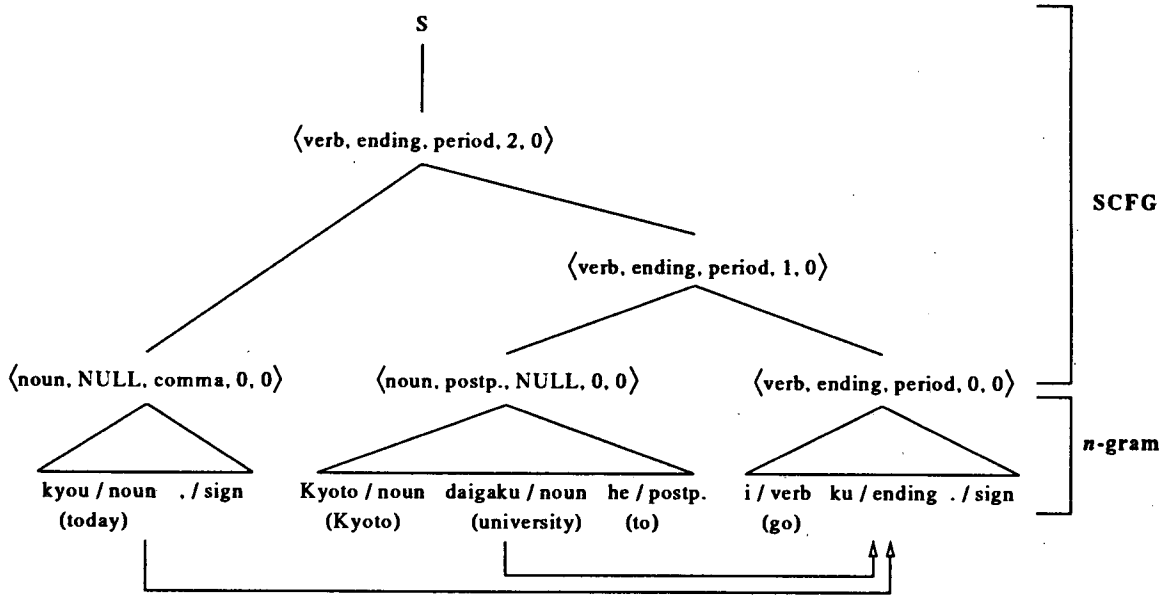 S
⟨verb, ending, period, 2, 0⟩
SCFG
⟨verb, ending, period, 1, 0⟩
⟨noun, NULL, comma, 0, 0⟩ ⟨noun, postp., NULL, 0, 0⟩ ⟨verb, ending, period, 0, 0⟩
n-gram
kyou / noun , / sign Kyoto / noun daigaku / noun he / postp. i / verb ku / ending . / sign
(today) (Kyoto) (university) (to) (go)